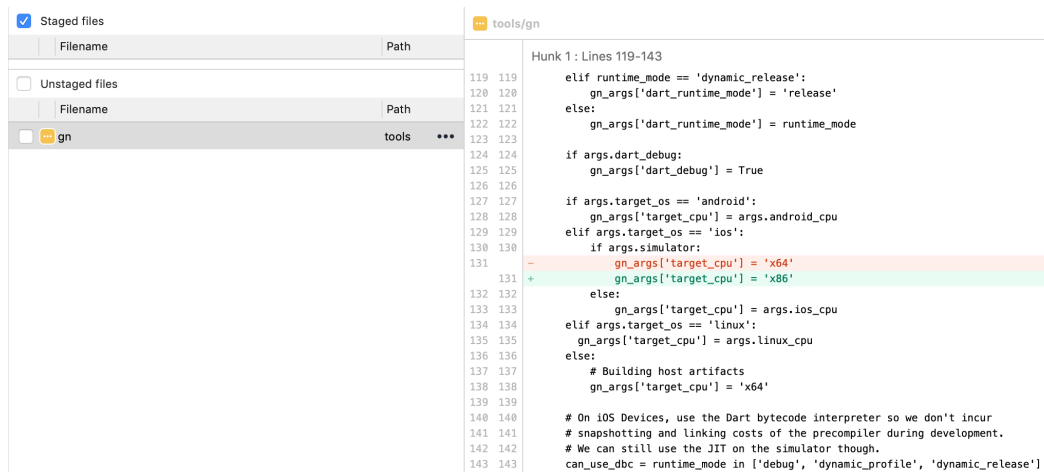 Staged files
Filename Path
Unstaged files
Filename Path
gn tools •••
tools/gn
Hunk 1 : Lines 119-143
119 119     elif runtime_mode == 'dynamic_release':
120 120         gn_args['dart_runtime_mode'] = 'release'
121 121     else:
122 122         gn_args['dart_runtime_mode'] = runtime_mode
123 123
124 124     if args.dart_debug:
125 125         gn_args['dart_debug'] = True
126 126
127 127     if args.target_os == 'android':
128 128         gn_args['target_cpu'] = args.android_cpu
129 129     elif args.target_os == 'ios':
130 130         if args.simulator:
131 -             gn_args['target_cpu'] = 'x64'
131 +             gn_args['target_cpu'] = 'x86'
132 132         else:
133 133             gn_args['target_cpu'] = args.ios_cpu
134 134     elif args.target_os == 'linux':
135 135       gn_args['target_cpu'] = args.linux_cpu
136 136     else:
137 137         # Building host artifacts
138 138         gn_args['target_cpu'] = 'x64'
139 139
140 140     # On iOS Devices, use the Dart bytecode interpreter so we don't incur
141 141     # snapshotting and linking costs of the precompiler during development.
142 142     # We can still use the JIT on the simulator though.
143 143     can_use_dbc = runtime_mode in ['debug', 'dynamic_profile', 'dynamic_release']